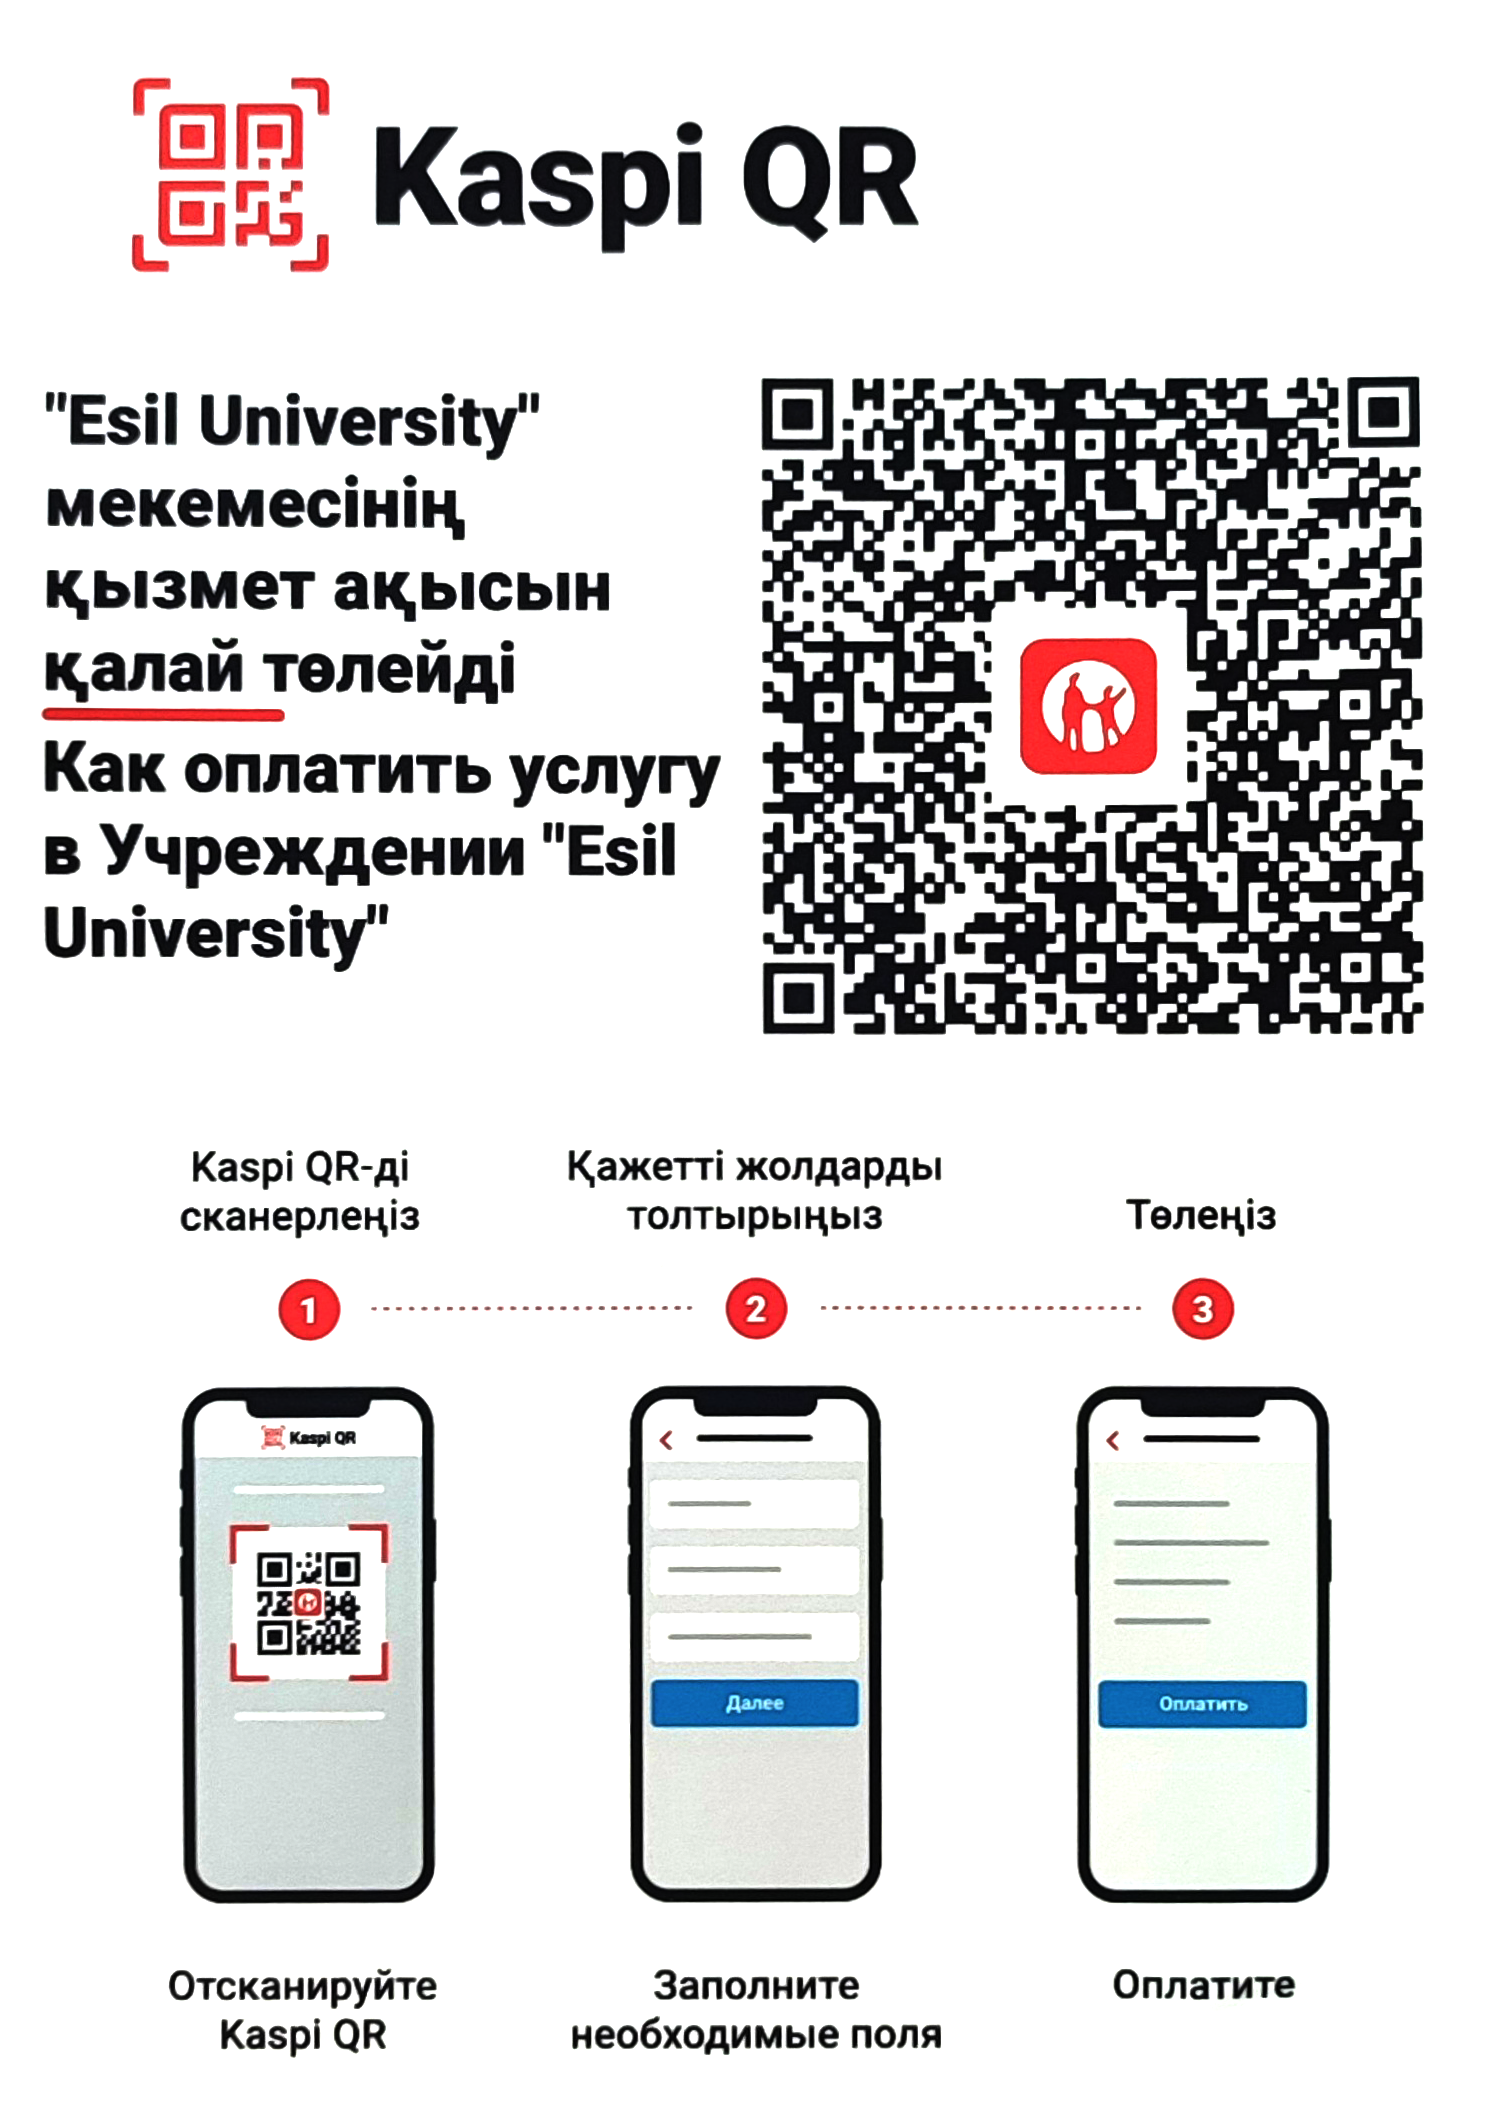 Kaspi QR
"Esil University"
мекемесінің
қызмет ақысын
қалай төлейді
Как оплатить услугу
в Учреждении "Esil
University"
Kaspi QR-ді
сканерлеңіз
Қажетті жолдарды
толтырыңыз
Төлеңіз
1
2
3
Kaspi QR
Далее
Оплатить
Отсканируйте
Kaspi QR
Заполните
необходимые поля
Оплатите